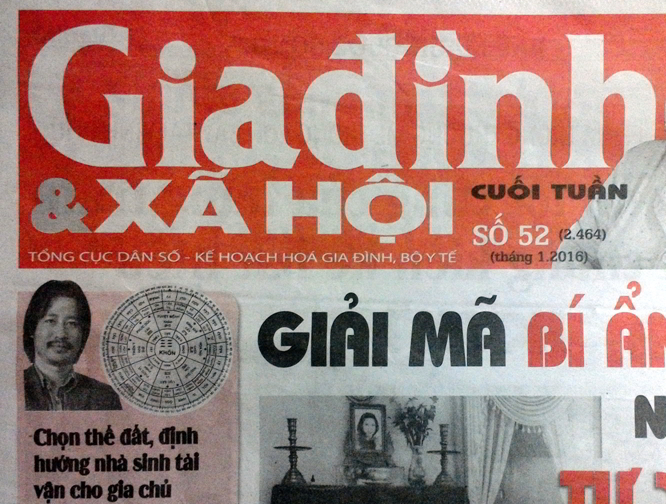 Giađình
& XÃ HỘI
CUỐI TUẦN
SỐ 52 (2.464)
(tháng 1.2016)
TỔNG CỤC DÂN SỐ - KẾ HOẠCH HOÁ GIA ĐÌNH, BỘ Y TẾ
GIẢI MÃ BÍ ẨN
KHÔN
Chọn thế đất, định
hướng nhà sinh tài
vận cho gia chủ